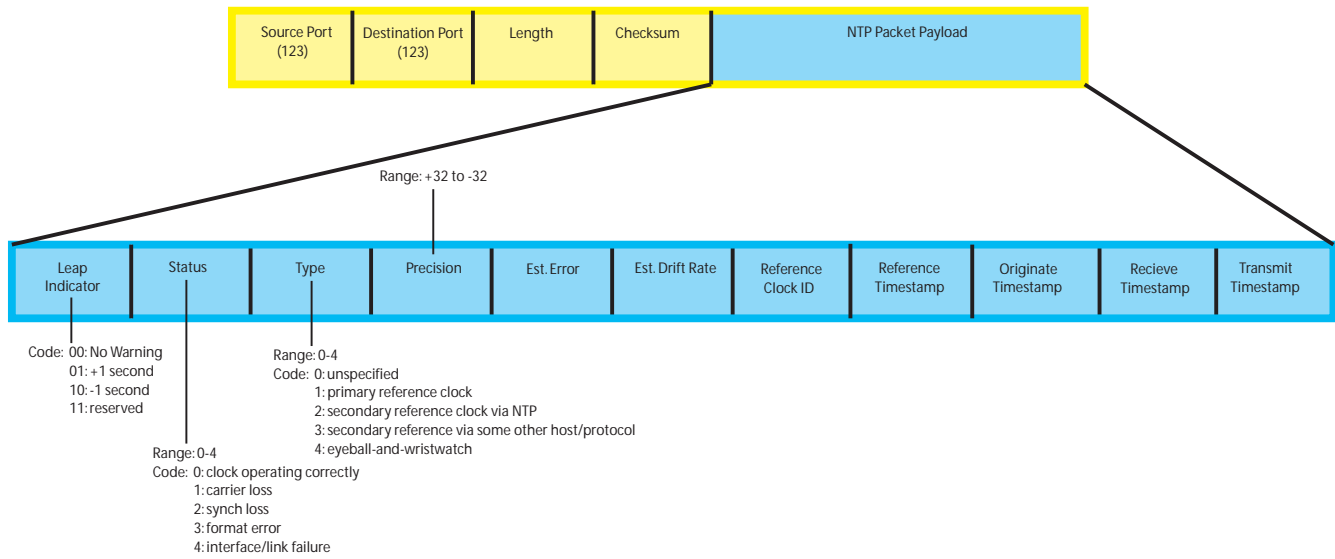 Source Port
(123)
Destination Port
(123)
Length
Checksum
NTP Packet Payload
Range: +32 to -32
Leap
Indicator
Status
Type
Precision
Est. Error
Est. Drift Rate
Reference
Clock ID
Reference
Timestamp
Originate
Timestamp
Recieve
Timestamp
Transmit
Timestamp
Code: 00: No Warning
01: +1 second
10: -1 second
11: reserved
Range: 0-4
Code: 0: clock operating correctly
1: carrier loss
2: synch loss
3: format error
4: interface/link failure
Range: 0-4
Code: 0: unspecified
1: primary reference clock
2: secondary reference clock via NTP
3: secondary reference via some other host/protocol
4: eyeball-and-wristwatch